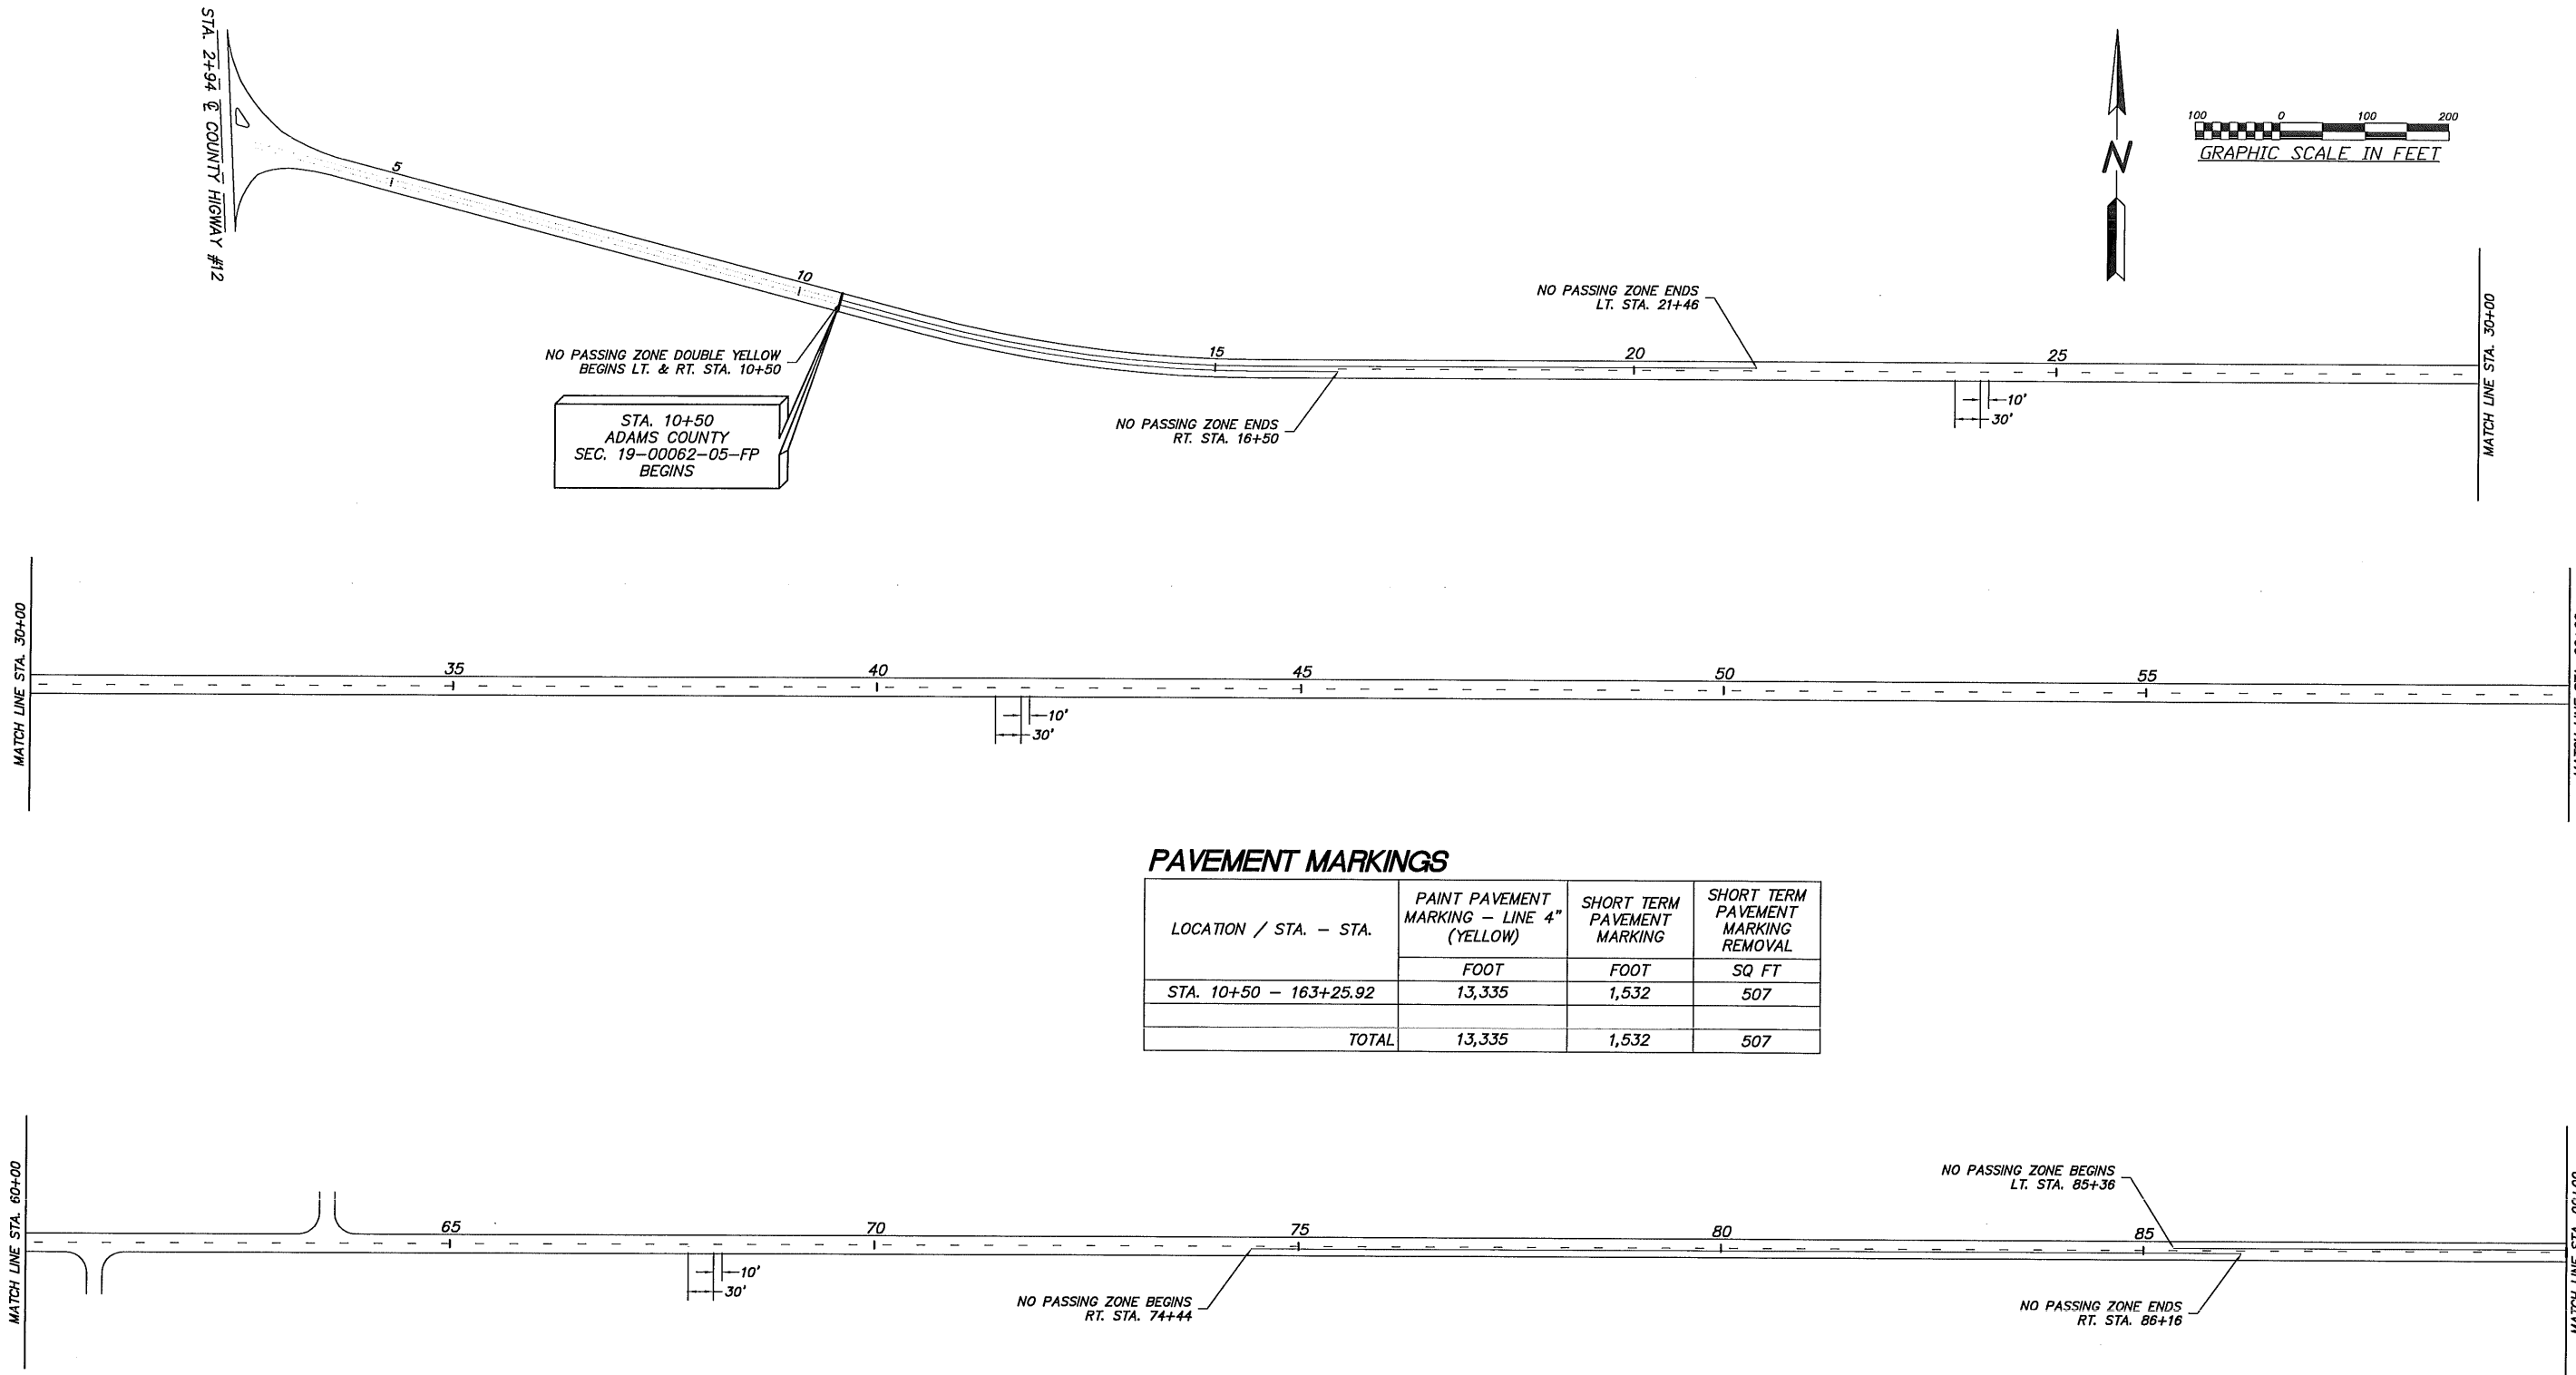 STA. 2+94 ℄ COUNTY HIGWAY #12
5
10
15
20
25
N
100 0 100 200
GRAPHIC SCALE IN FEET
NO PASSING ZONE ENDS
LT. STA. 21+46
NO PASSING ZONE DOUBLE YELLOW
BEGINS LT. & RT. STA. 10+50
STA. 10+50
ADAMS COUNTY
SEC. 19-00062-05-FP
BEGINS
NO PASSING ZONE ENDS
RT. STA. 16+50
10'
30'
MATCH LINE STA. 30+00
MATCH LINE STA. 30+00
35
40
45
50
55
10'
30'
PAVEMENT MARKINGS
LOCATION / STA. - STA.
PAINT PAVEMENT
MARKING - LINE 4"
(YELLOW)
SHORT TERM
PAVEMENT
MARKING
SHORT TERM
PAVEMENT
MARKING
REMOVAL
FOOT FOOT SQ FT
STA. 10+50 - 163+25.92 13,335 1,532 507
TOTAL 13,335 1,532 507
MATCH LINE STA. 60+00
65
70
75
80
85
10'
30'
NO PASSING ZONE BEGINS
RT. STA. 74+44
NO PASSING ZONE BEGINS
LT. STA. 85+36
NO PASSING ZONE ENDS
RT. STA. 86+16